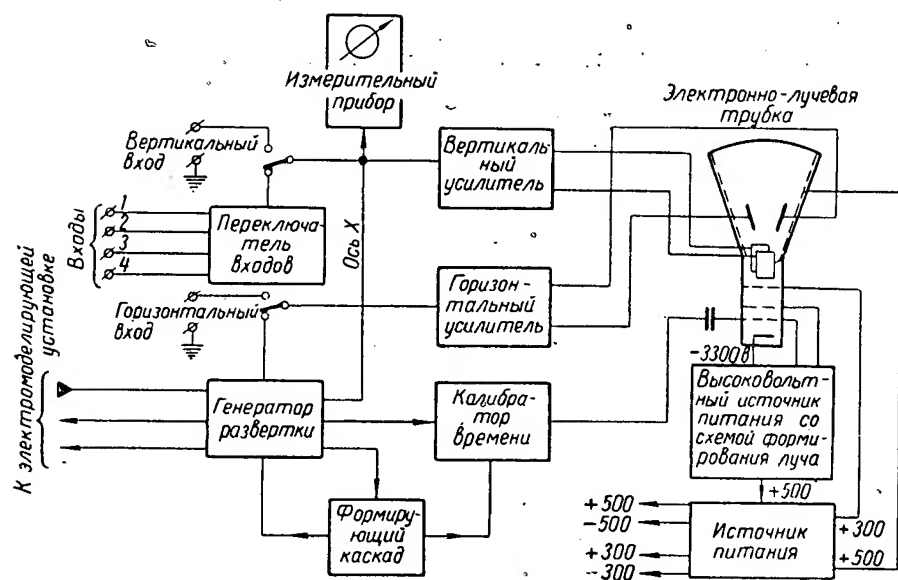 Измерительный
прибор
Электронно-лучевая
трубка
Вертикальный
вход
Вертикаль-
ный
усилитель
Входы
1
2
3
4
Переключа-
тель
входов
Ось X
Горизонтальный
вход
Горизон-
тальный
усилитель
К электромоделирующей
установке
Генератор
развертки
Калибра-
тор
времени
-3300в
Высоковольт-
ный источник
питания со
схемой форми-
рования луча
+500
Формиру-
ющий
каскад
+500
-500
+300
-300
Источник
питания
+300
+500